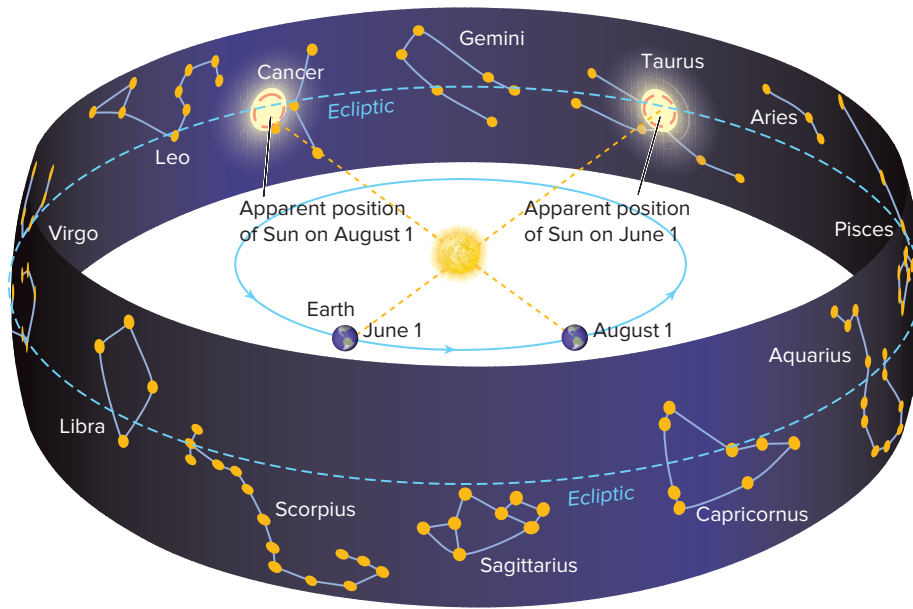 Gemini
Taurus
Cancer
Ecliptic
Aries
Leo
Apparent position
of Sun on August 1
Apparent position
of Sun on June 1
Virgo
Pisces
Earth
June 1
August 1
Aquarius
Libra
Ecliptic
Scorpius
Capricornus
Sagittarius